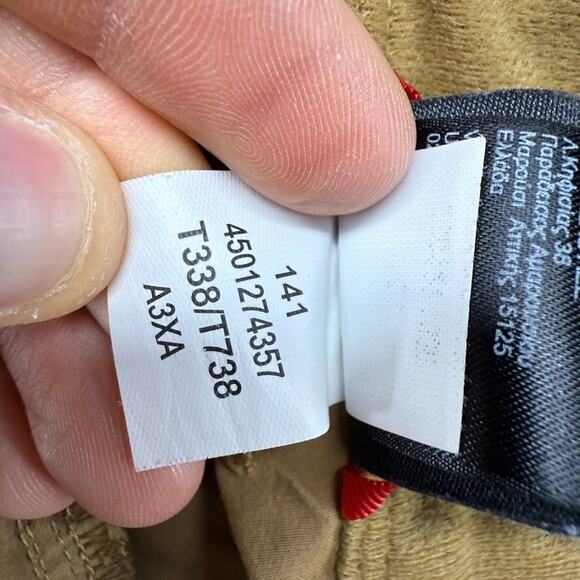 141
4501274357
T338/T738
A3XA
Λ.Κηφισίας 38
Παράδεισος Αμαρουσίου
Μαρούσι Αττικής 15125
Ελλάδα